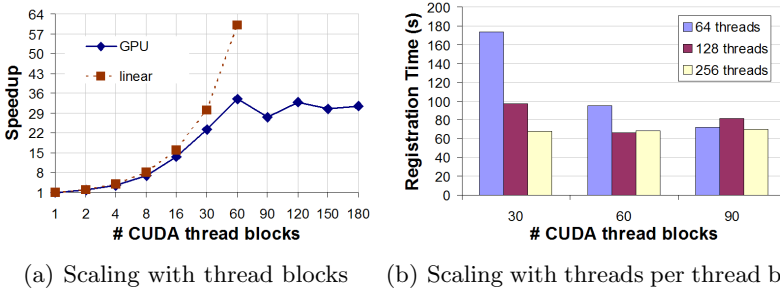 64
57
50
43
36
29
22
15
8
1
Speedup
GPU
linear
1 2 4 8 16 30 60 90 120 150 180
# CUDA thread blocks
(a) Scaling with thread blocks
200
180
160
140
120
100
80
60
40
20
0
Registration Time (s)
64 threads
128 threads
256 threads
30 60 90
# CUDA thread blocks
(b) Scaling with threads per thread b